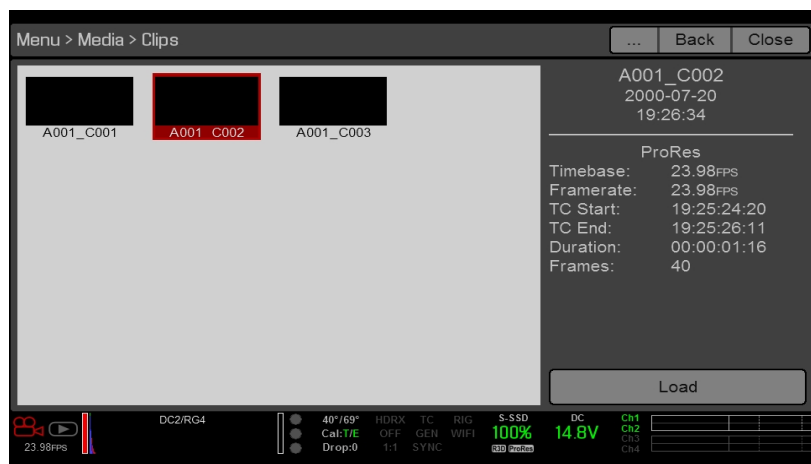 Menu > Media > Clips
... Back Close
A001_C001 A001_C002 A001_C003
A001_C002
2000-07-20
19:26:34
ProRes
Timebase: 23.98FPS
Framerate: 23.98FPS
TC Start: 19:25:24:20
TC End: 19:25:26:11
Duration: 00:00:01:16
Frames: 40
Load
23.98FPS
DC2/RG4
40°/69° HDRX TC RIG
Cal:T/E OFF GEN WIFI
Drop:0 1:1 SYNC
S-SSD
100%
R3D ProRes
DC
14.8V
Ch1
Ch2
Ch3
Ch4